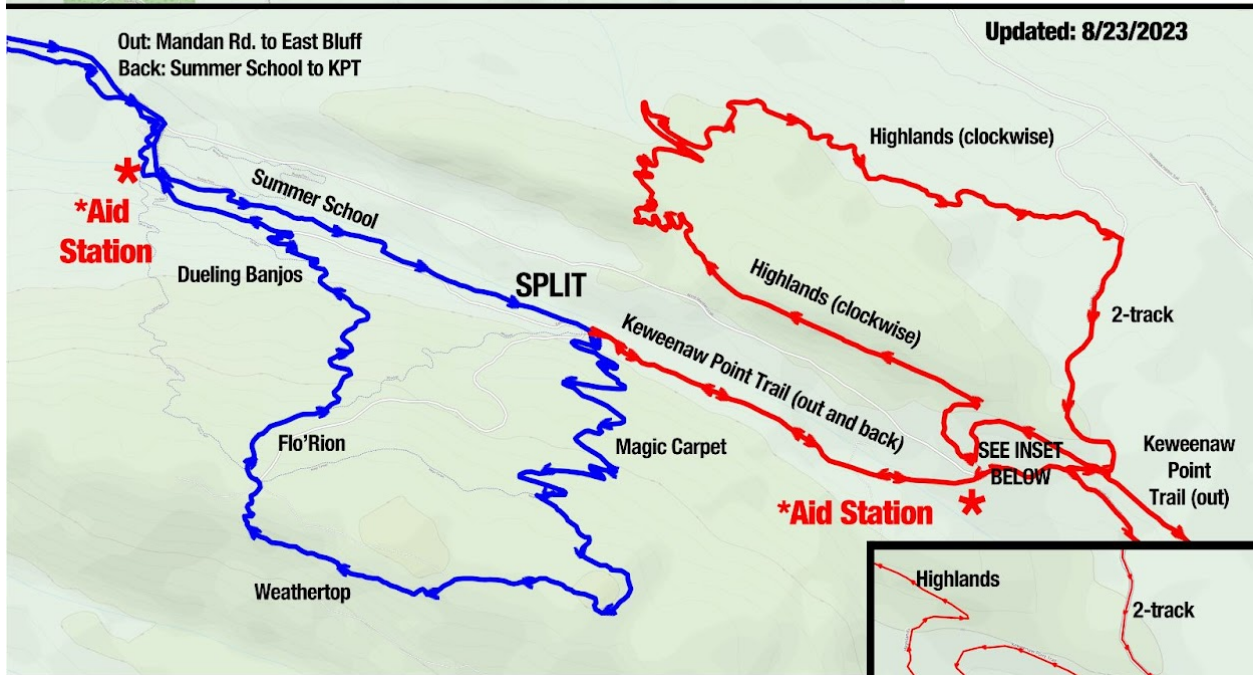 Updated: 8/23/2023
Out: Mandan Rd. to East Bluff
Back: Summer School to KPT
Highlands (clockwise)
*
*Aid
Station
Summer School
Dueling Banjos
SPLIT
Highlands (clockwise)
2-track
Keweenaw Point Trail (out and back)
Flo'Rion
Magic Carpet
SEE INSET
BELOW
Keweenaw
Point
Trail (out)
*Aid Station *
Weathertop
Highlands
2-track